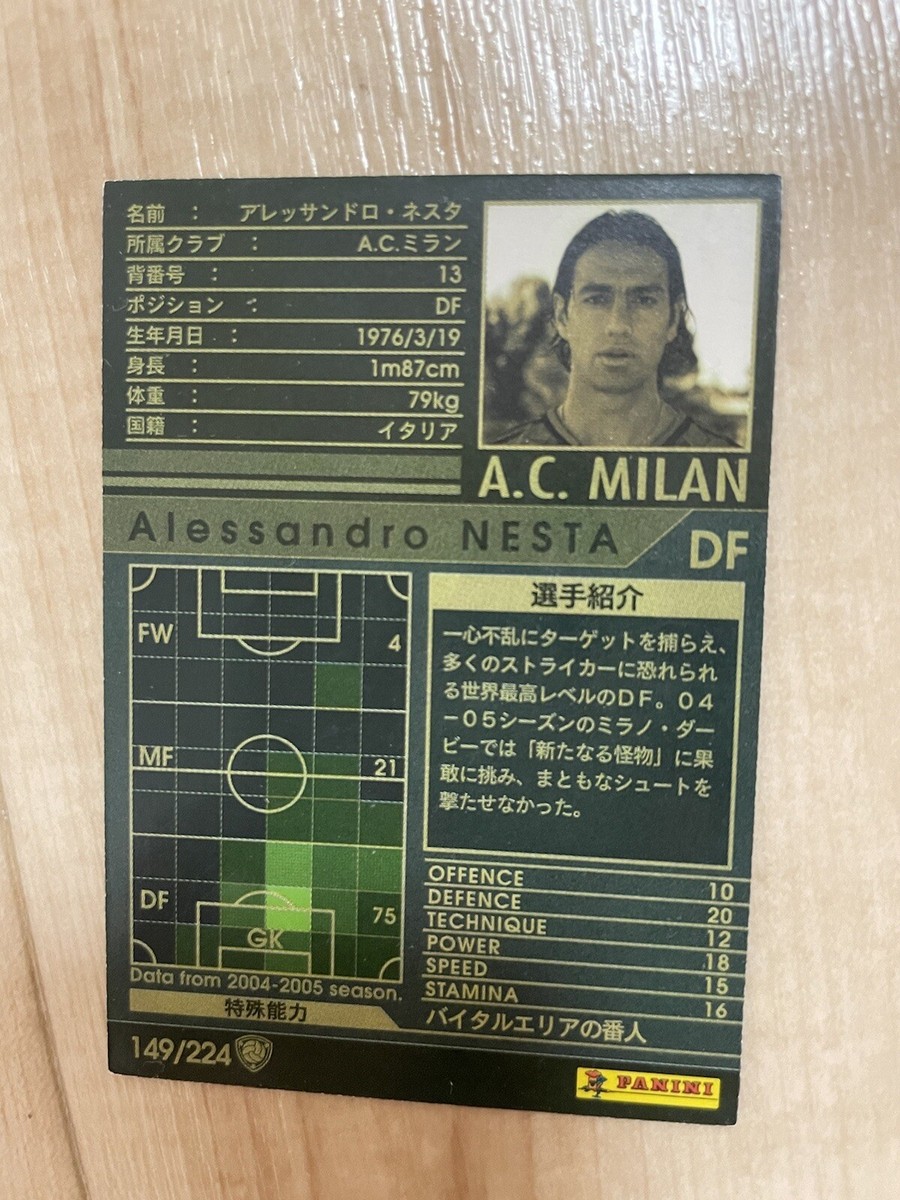 名前 : アレッサンドロ・ネスタ
所属クラブ : A.C.ミラン
背番号 : 13
ポジション : DF
生年月日 : 1976/3/19
身長 : 1m87cm
体重 : 79kg
国籍 : イタリア
A.C. MILAN
Alessandro NESTA
DF
FW 4
MF 21
DF 75
GK
Data from 2004-2005 season.
選手紹介
一心不乱にターゲットを捕らえ、
多くのストライカーに恐れられ
る世界最高レベルのDF。04
-05シーズンのミラノ・ダー
ビーでは「新たなる怪物」に果
敢に挑み、まともなシュートを
撃たせなかった。
OFFENCE 10
DEFENCE 20
TECHNIQUE 12
POWER 18
SPEED 15
STAMINA 16
特殊能力
バイタルエリアの番人
149/224
PANINI